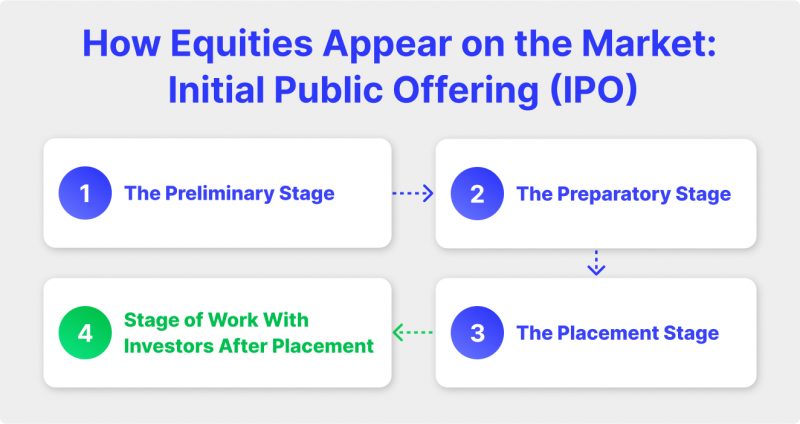 How Equities Appear on the Market:
Initial Public Offering (IPO)
1 The Preliminary Stage
2 The Preparatory Stage
3 The Placement Stage
4 Stage of Work With
Investors After Placement